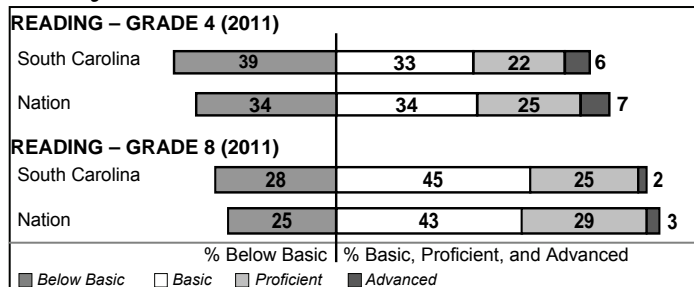 READING – GRADE 4 (2011)
South Carolina 39 33 22 6
Nation 34 34 25 7
READING – GRADE 8 (2011)
South Carolina 28 45 25 2
Nation 25 43 29 3
% Below Basic % Basic, Proficient, and Advanced
Below Basic Basic Proficient Advanced